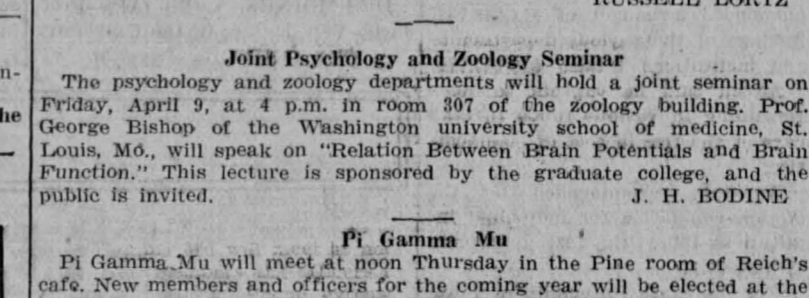 RUSSELL LORTZ
Joint Psychology and Zoology Seminar
n-
The psychology and zoology departments will hold a joint seminar on
Friday, April 9, at 4 p.m. in room 307 of the zoology building. Prof.
he
George Bishop of the Washington university school of medicine, St.
Louis, Mo., will speak on "Relation Between Brain Potentials and Brain
Function." This lecture is sponsored by the graduate college, and the
public is invited. J. H. BODINE
Pi Gamma Mu
Pi Gamma Mu will meet at noon Thursday in the Pine room of Reich's
cafe. New members and officers for the coming year will be elected at the